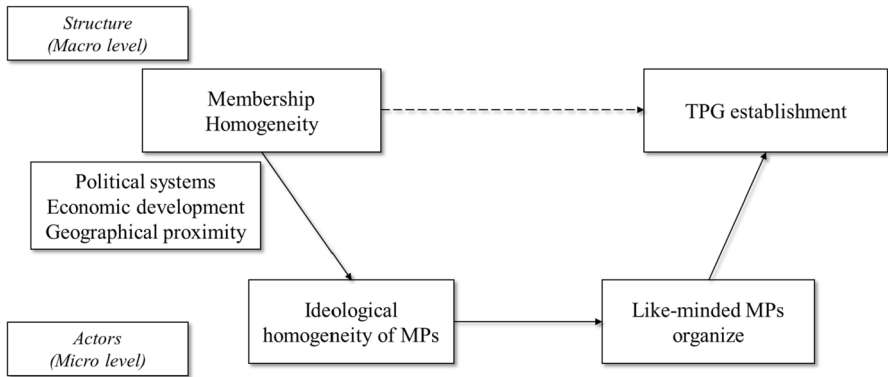 Structure
(Macro level)
Membership
Homogeneity
TPG establishment
Political systems
Economic development
Geographical proximity
Ideological
homogeneity of MPs
Like-minded MPs
organize
Actors
(Micro level)